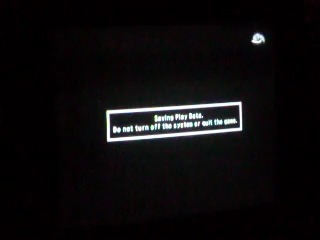 Saving Play Data.
Do not turn off the system or quit the game.